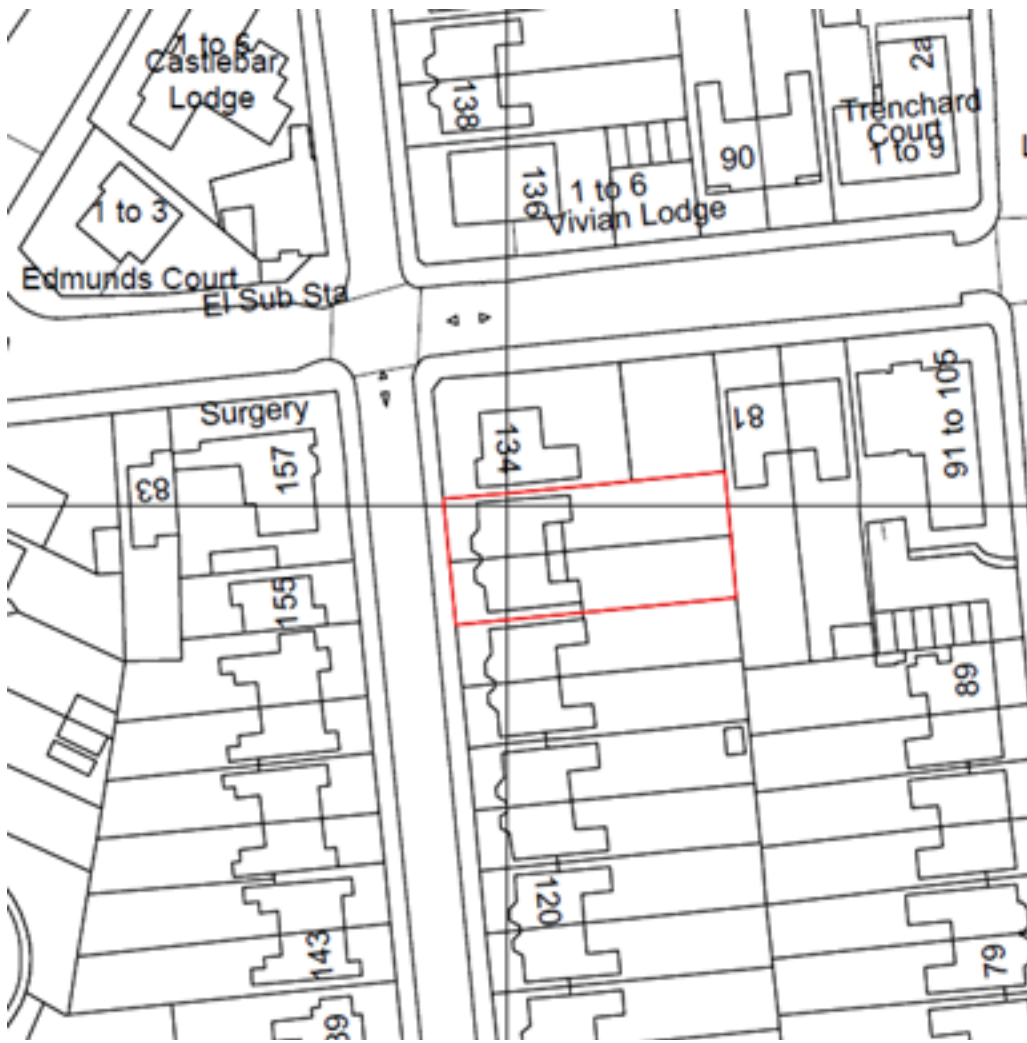 1 to 6
Castlebar
Lodge
138
2a
Trenchard
Court
1 to 9
90
136
1 to 6
Vivian Lodge
1 to 3
Edmunds Court
El Sub Sta
Surgery
157
83
134
81
91 to 105
155
120
143